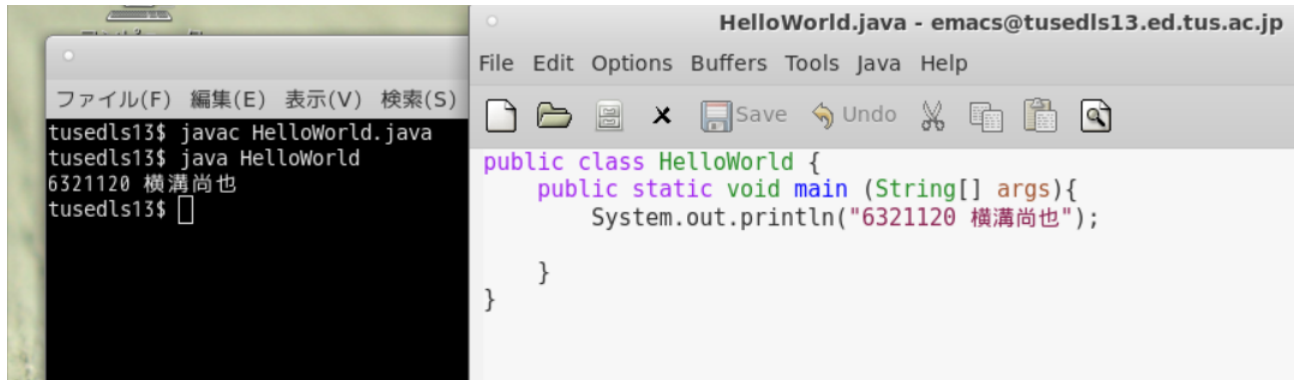 ファイル(F) 編集(E) 表示(V) 検索(S)
tusedls13$ javac HelloWorld.java
tusedls13$ java HelloWorld
6321120 横溝尚也
tusedls13$
HelloWorld.java - emacs@tusedls13.ed.tus.ac.jp
File Edit Options Buffers Tools Java Help
Save Undo
public class HelloWorld {
    public static void main (String[] args){
        System.out.println("6321120 横溝尚也");
    }
}